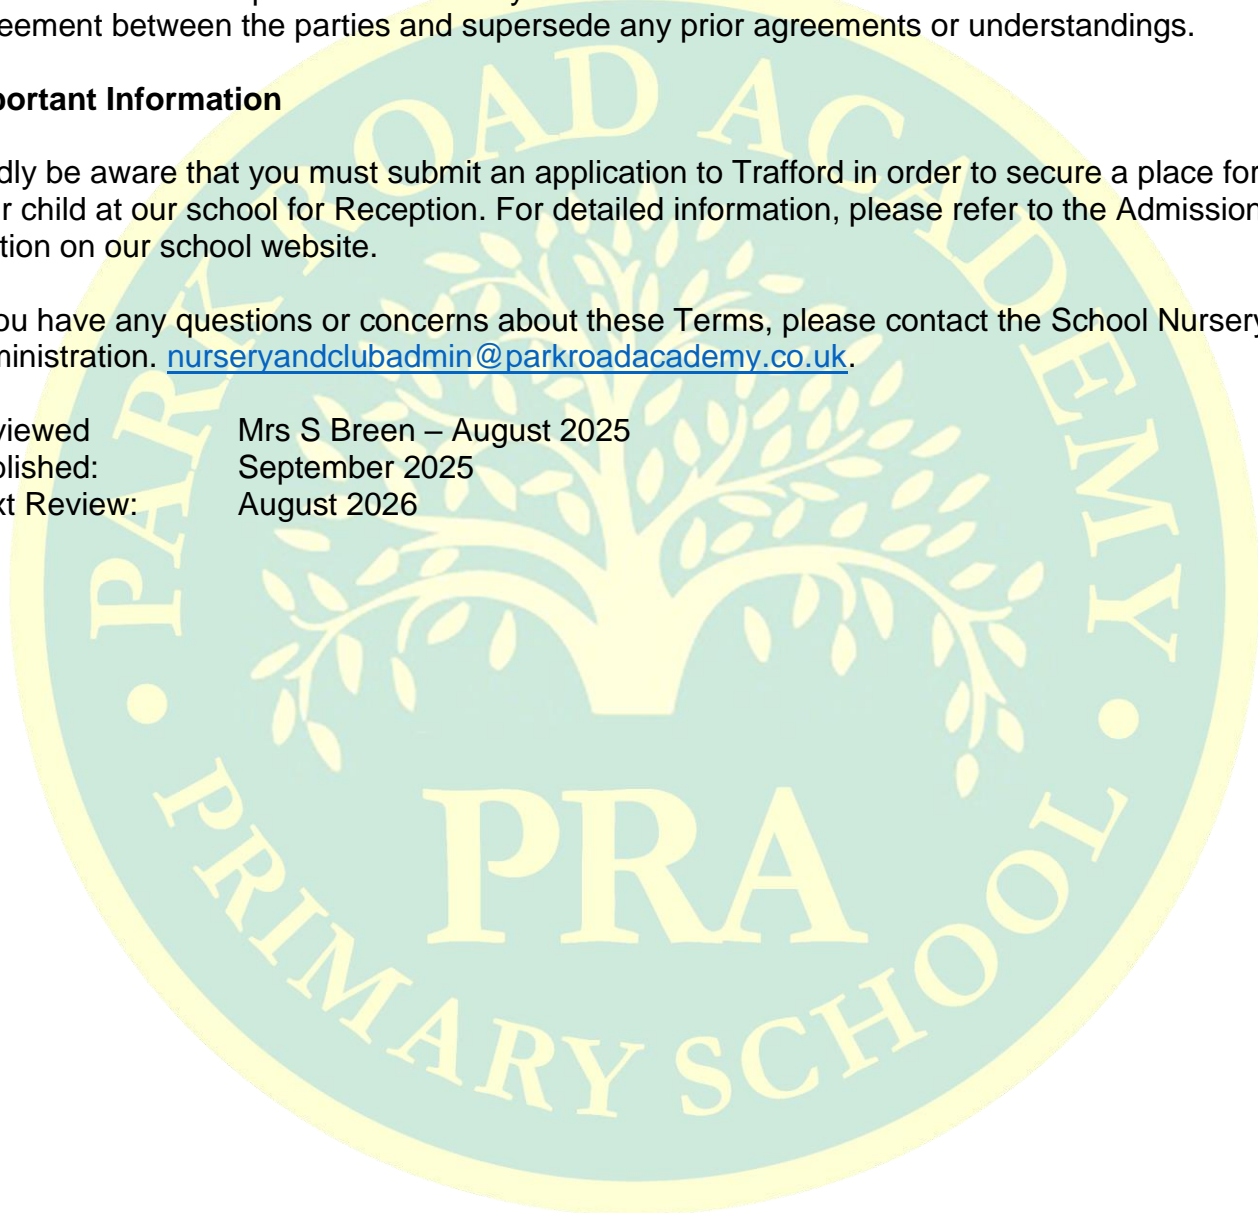 reement between the parties and supersede any prior agreements or understandings.
portant Information
dly be aware that you must submit an application to Trafford in order to secure a place for
r child at our school for Reception. For detailed information, please refer to the Admission
tion on our school website.
ou have any questions or concerns about these Terms, please contact the School Nursery
ministration. nurseryandclubadmin@parkroadacademy.co.uk.
viewed Mrs S Breen – August 2025
blished: September 2025
xt Review: August 2026
PARK ROAD ACADEMY
PRA
PRIMARY SCHOOL